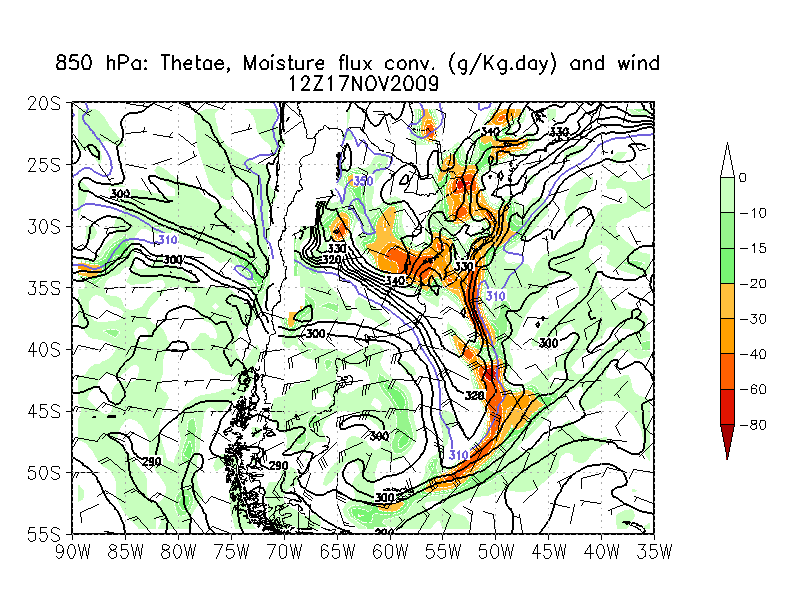 850 hPa: Thetae, Moisture flux conv. (g/Kg.day) and wind
12Z17NOV2009
20S
25S
30S
35S
40S
45S
50S
55S
90W 85W 80W 75W 70W 65W 60W 55W 50W 45W 40W 35W
340 330
350
300
310
300
330
320
340
330
310
300
300
320
300
310
290
290
300
0
-10
-15
-20
-30
-40
-60
-80